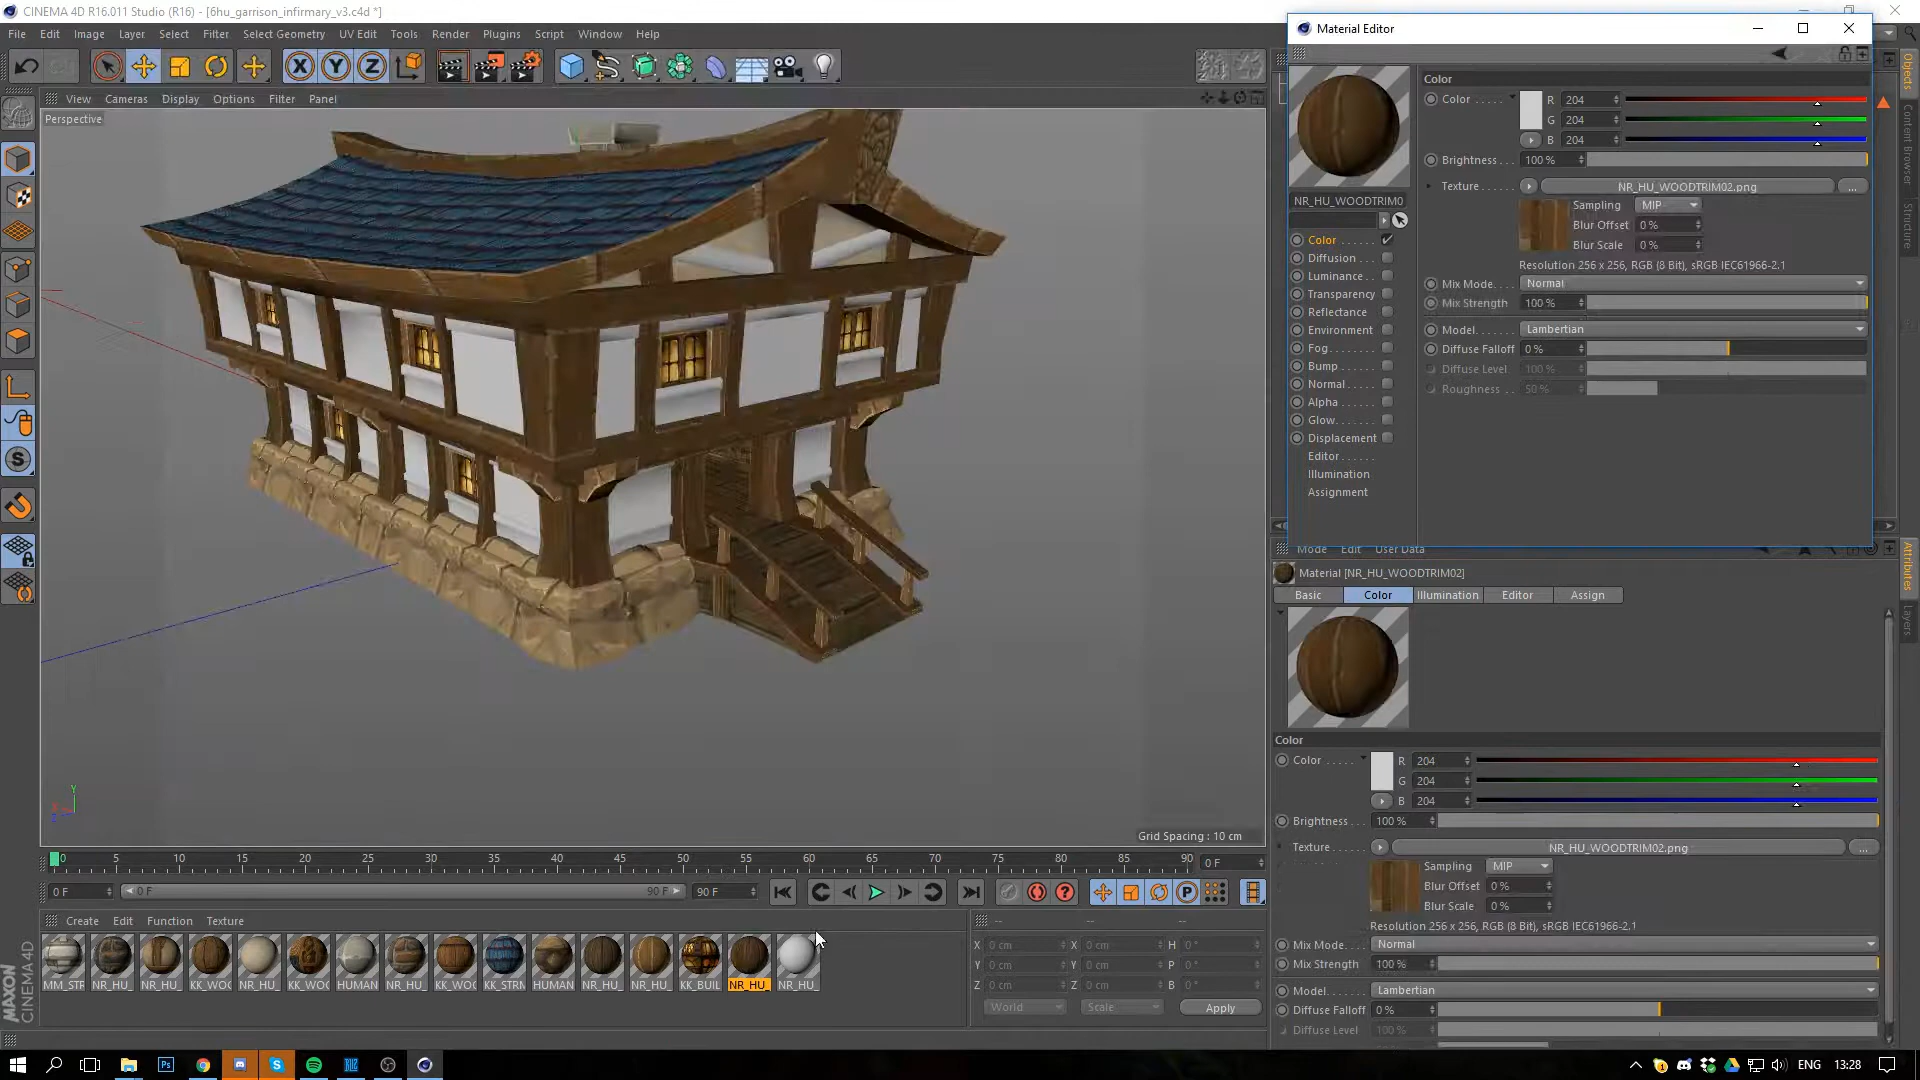 CINEMA 4D R16.011 Studio (R16) - [6hu_garrison_infirmary_v3.c4d *]
File Edit Image Layer Select Filter Select Geometry UV Edit Tools Render Plugins Script Window Help
X Y Z
View Cameras Display Options Filter Panel
Perspective
Grid Spacing : 10 cm
0 5 10 15 20 25 30 35 40 45 50 55 60 65 70 75 80 85 90 0 F
0 F 0 F 90 F 90 F
Create Edit Function Texture
MM_STR NR_HU_ NR_HU_ KK_WOO NR_HU_ KK_WOO HUMAN NR_HU_ KK_WOO KK_STRM HUMAN NR_HU_ NR_HU_ KK_BUIL NR_HU_ NR_HU_
-- -- --
X 0 cm X 0 cm H 0 °
Y 0 cm Y 0 cm P 0 °
Z 0 cm Z 0 cm B 0 °
World Scale Apply
MAXON
CINEMA 4D
Material Editor
NR_HU_WOODTRIM0
Color
Diffusion
Luminance
Transparency
Reflectance
Environment
Fog
Bump
Normal
Alpha
Glow
Displacement
Editor
Illumination
Assignment
Color
Color R 204
G 204
B 204
Brightness 100 %
Texture NR_HU_WOODTRIM02.png ...
Sampling MIP
Blur Offset 0 %
Blur Scale 0 %
Resolution 256 x 256, RGB (8 Bit), sRGB IEC61966-2.1
Mix Mode Normal
Mix Strength 100 %
Model Lambertian
Diffuse Falloff 0 %
Diffuse Level 100 %
Roughness 50 %
Objects
Content Browser
Structure
Attributes
Layers
Mode Edit User Data
Material [NR_HU_WOODTRIM02]
Basic Color Illumination Editor Assign
Color
Color R 204
G 204
B 204
Brightness 100 %
Texture NR_HU_WOODTRIM02.png ...
Sampling MIP
Blur Offset 0 %
Blur Scale 0 %
Resolution 256 x 256, RGB (8 Bit), sRGB IEC61966-2.1
Mix Mode Normal
Mix Strength 100 %
Model Lambertian
Diffuse Falloff 0 %
Diffuse Level 100 %
ENG 13:28